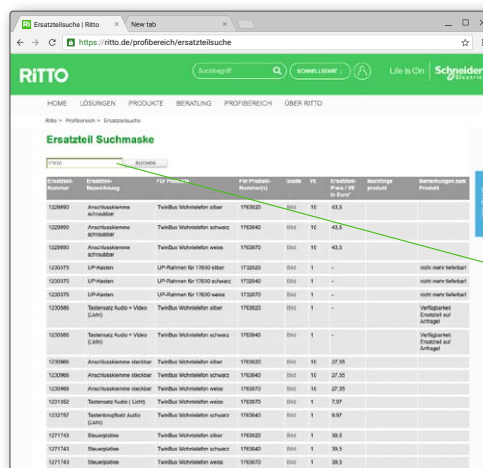 Ersatzteilsuche | Ritto
New tab
https://ritto.de/profibereich/ersatzteilsuche
RITTO
Suchbegriff
SCHNELLSTART
Life Is On | Schneider Electric
HOME LÖSUNGEN PRODUKTE BERATUNG PROFIBEREICH ÜBER RITTO
Ritto > Profibereich > Ersatzteilsuche
Ersatzteil Suchmaske
17630 SUCHEN
Ersatzteil-Nummer Ersatzteil-Bezeichnung Für Produkte Für Produkt-Nummer(n) Grafik VE Ersatzteil-Preis / VE in Euro* Nachfolge produkt Bemerkungen zum Produkt
1229690 Anschlussklemme schraubbar TwinBus Wohntelefon silber 1763020 Bild 10 43,5
1229690 Anschlussklemme schraubbar TwinBus Wohntelefon schwarz 1763040 Bild 10 43,5
1229690 Anschlussklemme schraubbar TwinBus Wohntelefon weiss 1763070 Bild 10 43,5
1230375 UP-Kasten UP-Rahmen für 17630 silber 1732020 Bild 1 - nicht mehr lieferbar!
1230375 UP-Kasten UP-Rahmen für 17630 schwarz 1732040 Bild 1 - nicht mehr lieferbar!
1230375 UP-Kasten UP-Rahmen für 17630 weiss 1732070 Bild 1 - nicht mehr lieferbar!
1230588 Tastensatz Audio + Video (Licht) TwinBus Wohntelefon silber 1763020 Bild 1 - Verfügbarkeit Ersatzteil auf Anfrage!
1230588 Tastensatz Audio + Video (Licht) TwinBus Wohntelefon schwarz 1763040 Bild 1 - Verfügbarkeit Ersatzteil auf Anfrage!
1230966 Anschlussklemme steckbar TwinBus Wohntelefon silber 1763020 Bild 10 27,55
1230966 Anschlussklemme steckbar TwinBus Wohntelefon schwarz 1763040 Bild 10 27,55
1230966 Anschlussklemme steckbar TwinBus Wohntelefon weiss 1763070 Bild 10 27,55
1231362 Tastensatz Audio ( Licht) TwinBus Wohntelefon weiss 1763070 Bild 1 7,97
1232757 Tastenknopfsatz Audio (Licht) TwinBus Wohntelefon schwarz 1763040 Bild 1 9,97
1271743 Steuerplatine TwinBus Wohntelefon silber 1763020 Bild 1 39,5
1271743 Steuerplatine TwinBus Wohntelefon schwarz 1763040 Bild 1 39,5
1271743 Steuerplatine TwinBus Wohntelefon weiss 1763070 Bild 1 39,5